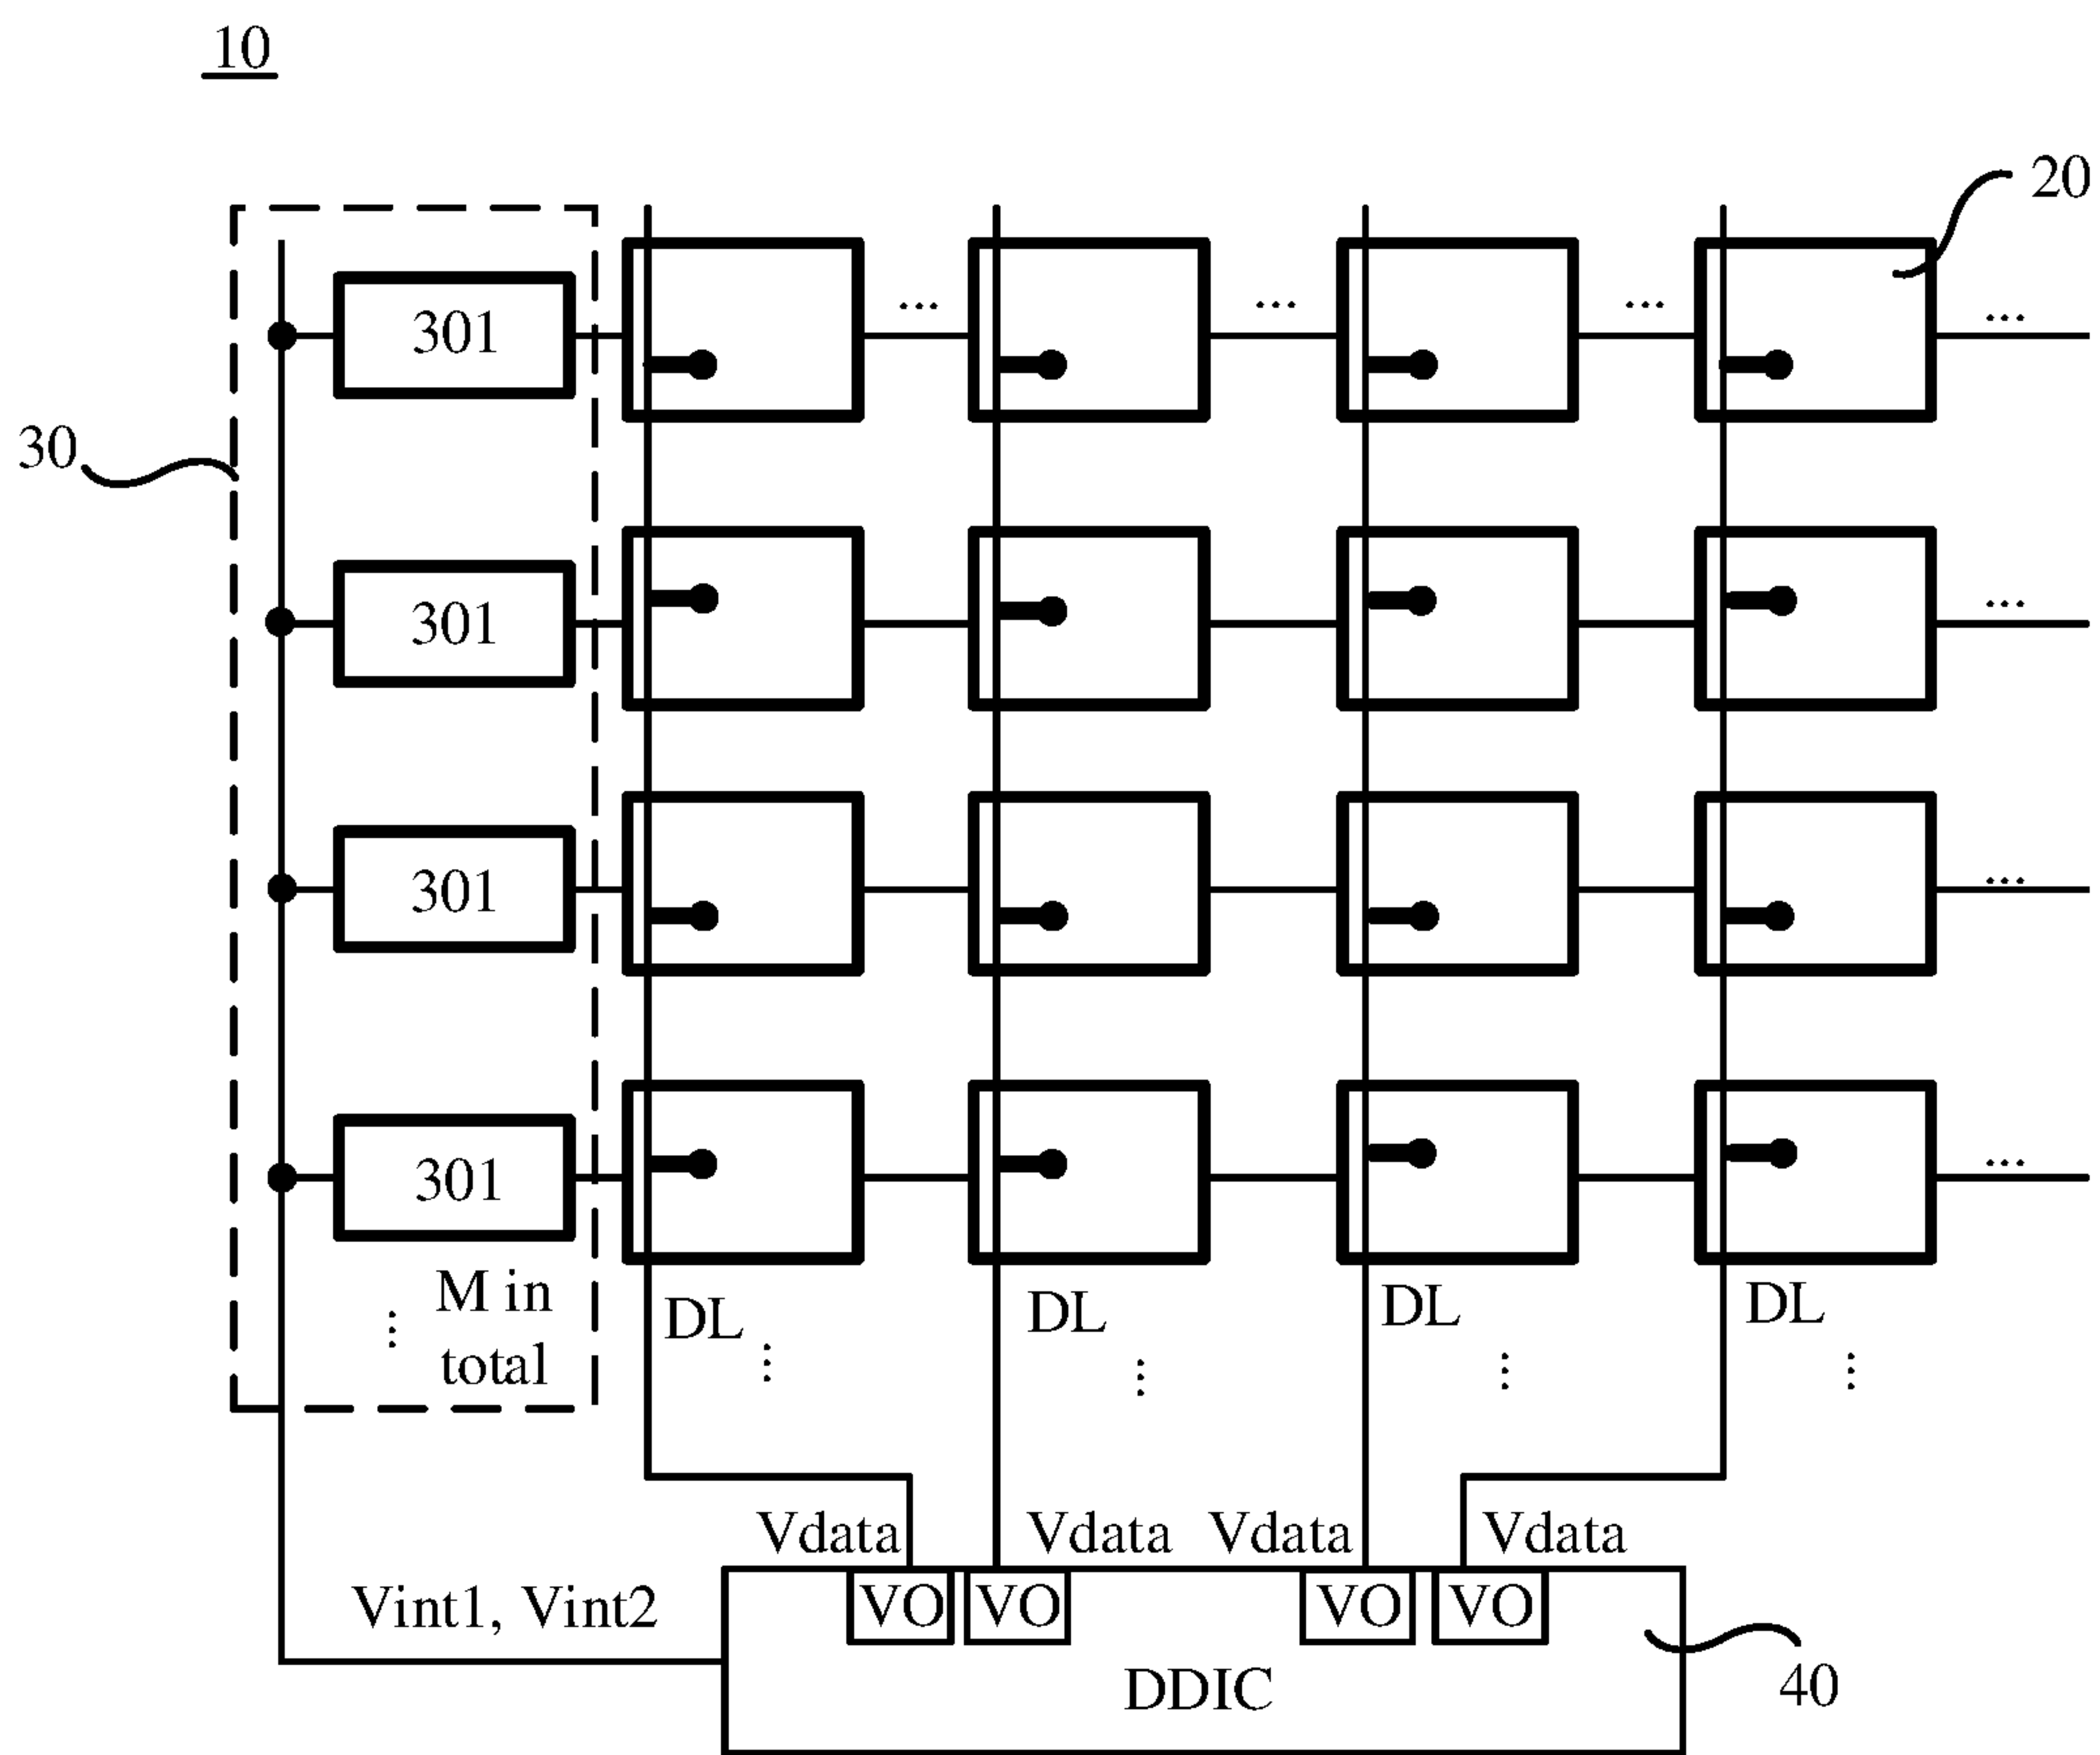 10
20
...
...
...
...
301
30
...
301
...
301
...
301
M in
total
⋮
DL
DL
DL
DL
⋮
⋮
⋮
⋮
Vdata
Vdata
Vdata
Vdata
Vint1, Vint2
VO
VO
VO
VO
DDIC
40